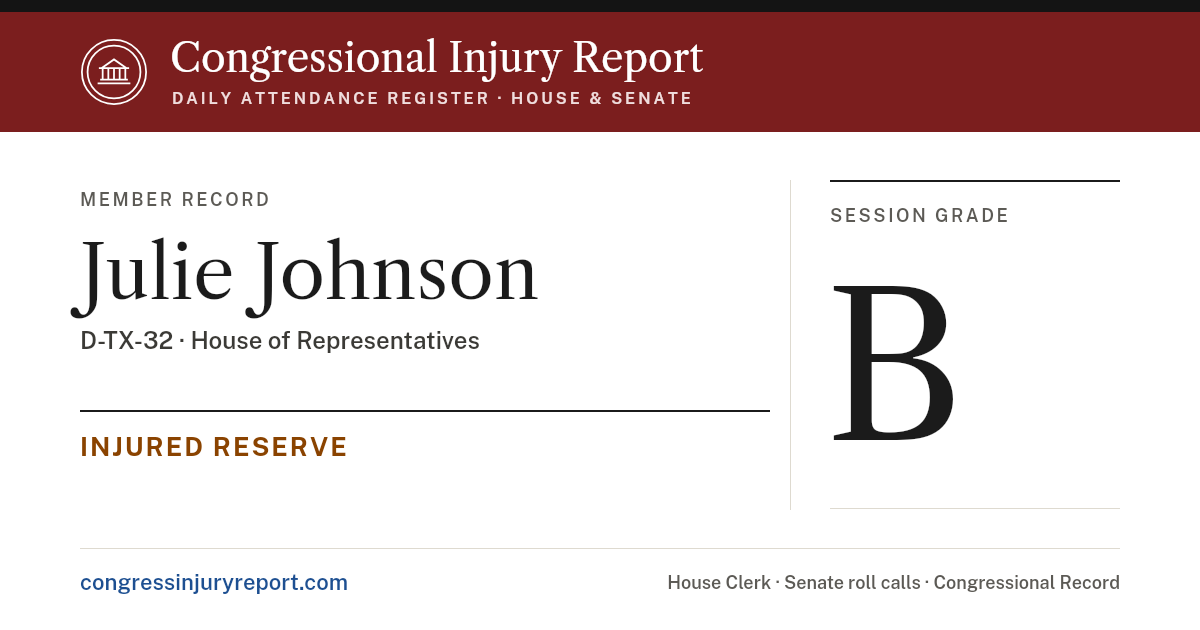 Congressional Injury Report
DAILY ATTENDANCE REGISTER · HOUSE & SENATE
MEMBER RECORD
Julie Johnson
D-TX-32 · House of Representatives
INJURED RESERVE
SESSION GRADE
B
congressinjuryreport.com
House Clerk · Senate roll calls · Congressional Record